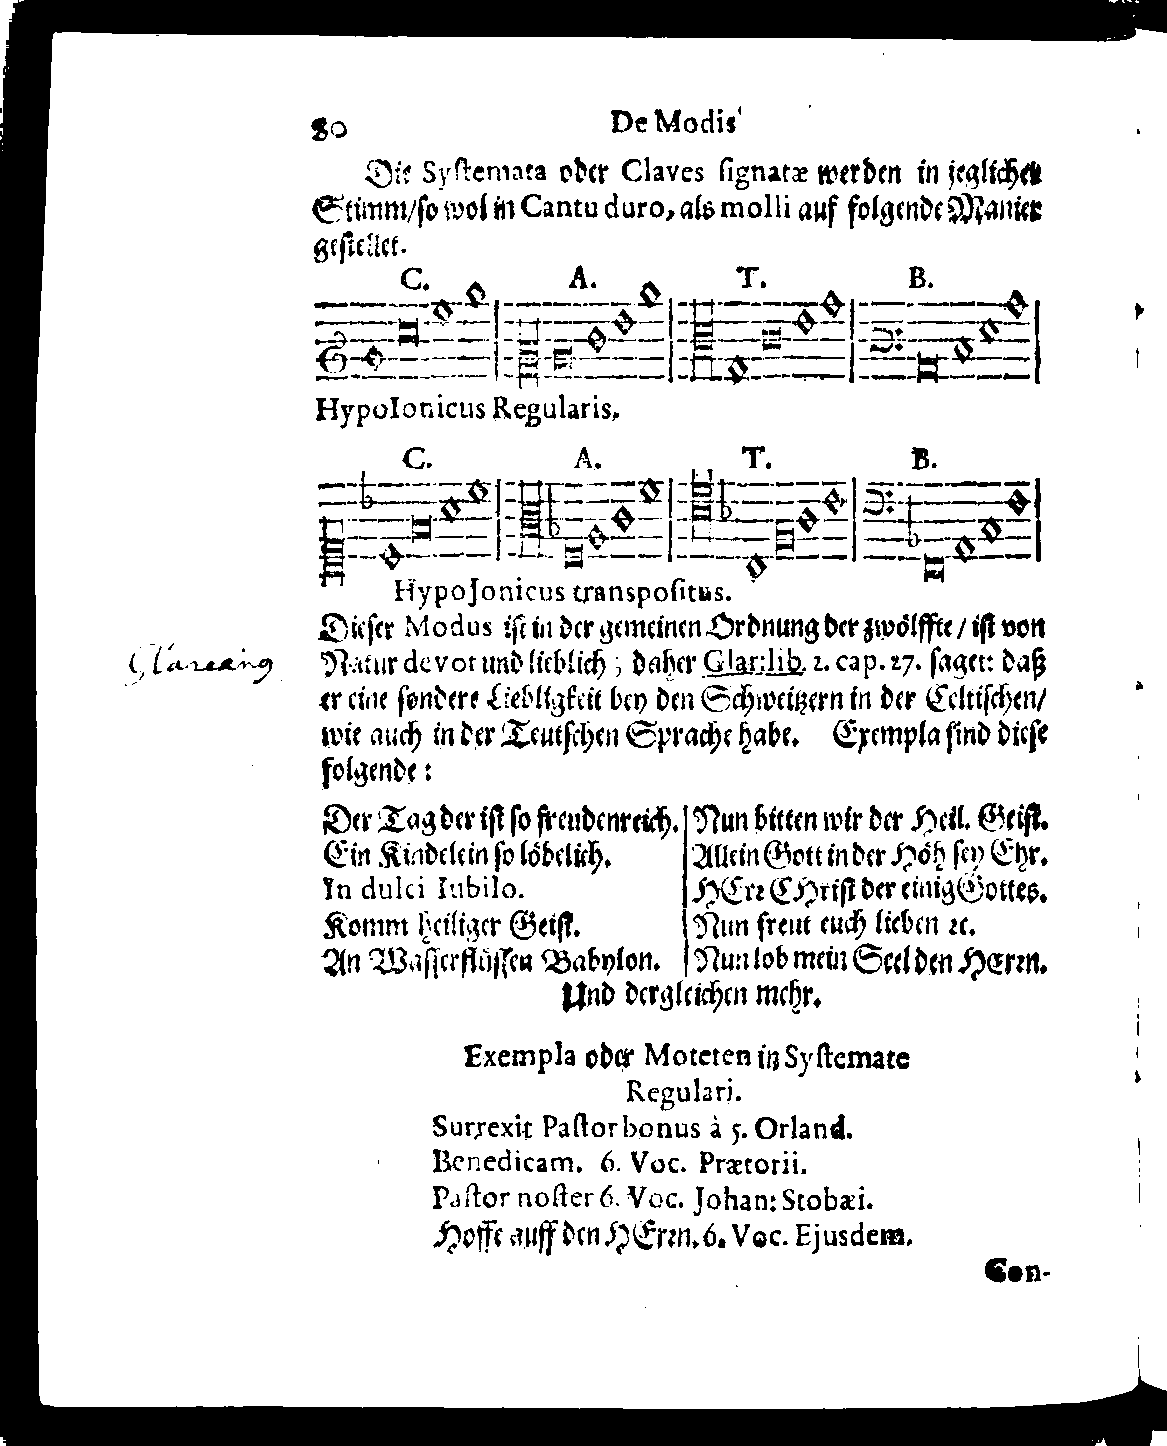 80 De Modis
Die Systemata oder Claves signatæ werden in jeglicher
Stimm/so wol in Cantu duro, als molli auf folgende Manier
gestellet.
C. A. T. B.
HypoIonicus Regularis.
C. A. T. B.
HypoJonicus transpositus.
Dieser Modus ist in der gemeinen Ordnung der zwölffte / ist von
Natur devot und lieblich; daher Glar: lib. 2. cap. 27. saget: daß
Glareang
er eine sondere Liebligkeit bey den Schweitzern in der Celtischen/
wie auch in der Teutschen Sprache habe. Exempla sind diese
folgende:
Der Tag der ist so freudenreich. Nun bitten wir der Heil. Geist.
Ein Kindelein so löbelich. Allein Gott in der Höh sey Ehr.
In dulci Iubilo. HErr CHrist der einig Gottes.
Komm heiliger Geist. Nun freut euch lieben ꝛc.
An Wasserflüssen Babylon. Nun lob mein Seel den HErrn.
Und dergleichen mehr.
Exempla oder Moteten in Systemate
Regulari.
Surrexit Pastor bonus à 5. Orland.
Benedicam. 6. Voc. Prætorii.
Pastor noster 6. Voc. Johan: Stobæi.
Hoffe auff den HErrn. 6. Voc. Ejusdem.
Con-